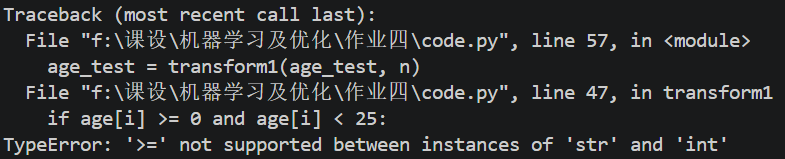 Traceback (most recent call last):
  File "f:\课设\机器学习及优化\作业四\code.py", line 57, in <module>
    age_test = transform1(age_test, n)
  File "f:\课设\机器学习及优化\作业四\code.py", line 47, in transform1
    if age[i] >= 0 and age[i] < 25:
TypeError: '>=' not supported between instances of 'str' and 'int'